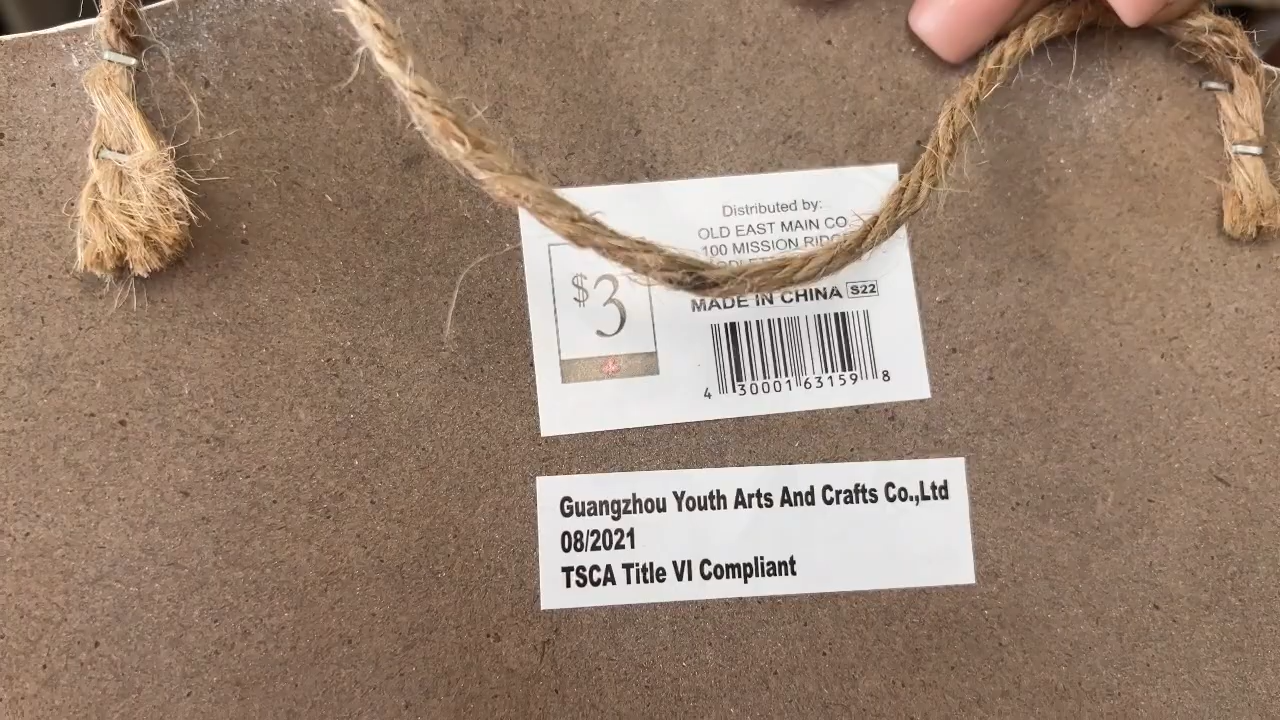 Distributed by:
OLD EAST MAIN CO
100 MISSION
$3
MADE IN CHINA S22
4 30001 63159 8
Guangzhou Youth Arts And Crafts Co.,Ltd
08/2021
TSCA Title VI Compliant